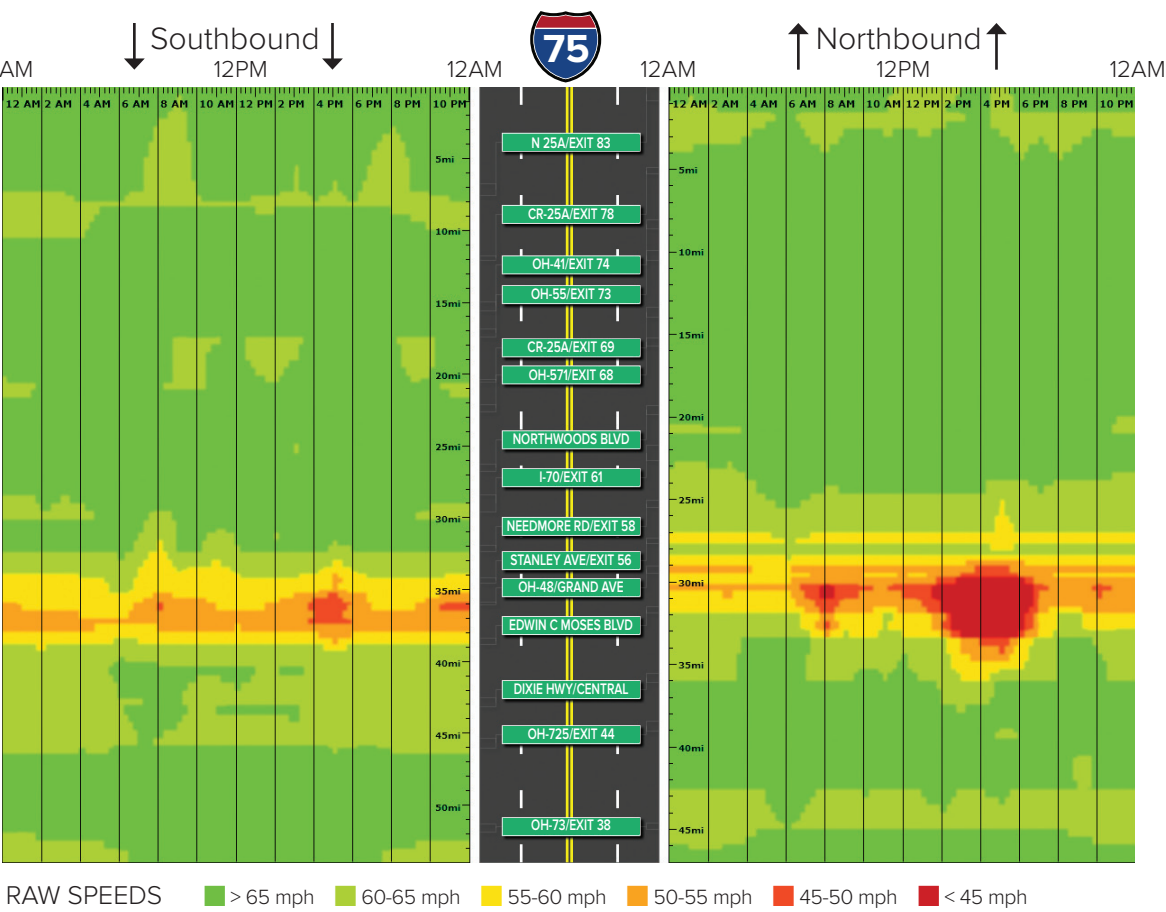 Southbound
75
Northbound
AM 12PM 12AM 12AM 12PM 12AM
12 AM 2 AM 4 AM 6 AM 8 AM 10 AM 12 PM 2 PM 4 PM 6 PM 8 PM 10 PM
12 AM 2 AM 4 AM 6 AM 8 AM 10 AM 12 PM 2 PM 4 PM 6 PM 8 PM 10 PM
5mi
10mi
15mi
20mi
25mi
30mi
35mi
40mi
45mi
50mi
N 25A/EXIT 83
CR-25A/EXIT 78
OH-41/EXIT 74
OH-55/EXIT 73
CR-25A/EXIT 69
OH-571/EXIT 68
NORTHWOODS BLVD
I-70/EXIT 61
NEEDMORE RD/EXIT 58
STANLEY AVE/EXIT 56
OH-48/GRAND AVE
EDWIN C MOSES BLVD
DIXIE HWY/CENTRAL
OH-725/EXIT 44
OH-73/EXIT 38
5mi
10mi
15mi
20mi
25mi
30mi
35mi
40mi
45mi
RAW SPEEDS > 65 mph 60-65 mph 55-60 mph 50-55 mph 45-50 mph < 45 mph